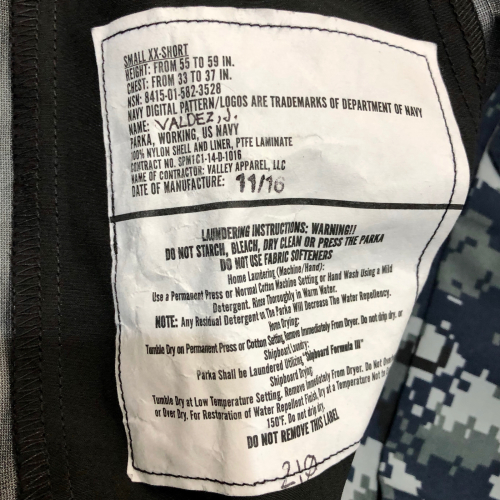 SMALL XX-SHORT
HEIGHT: FROM 55 TO 59 IN.
CHEST: FROM 33 TO 37 IN.
NSN: 8415-01-582-3528
NAVY DIGITAL PATTERN/LOGOS ARE TRADEMARKS OF DEPARTMENT OF NAVY
NAME: VALDEZ, J.
PARKA, WORKING, US NAVY
100% NYLON SHELL AND LINER, PTFE LAMINATE
CONTRACT NO. SPM1C1-14-D-1016
NAME OF CONTRACTOR: VALLEY APPAREL, LLC
DATE OF MANUFACTURE: 11/16
LAUNDERING INSTRUCTIONS: WARNING!!
DO NOT STARCH, BLEACH, DRY CLEAN OR PRESS THE PARKA
DO NOT USE FABRIC SOFTENERS
Home Laundering (Machine/Hand):
Use a Permanent Press or Normal Cotton Machine Setting or Hand Wash Using a Mild
Detergent. Rinse Thoroughly in Warm Water.
NOTE: Any Residual Detergent in The Parka Will Decrease The Water Repellency.
Home Drying:
Tumble Dry on Permanent Press or Cotton Setting, Remove Immediately From Dryer. Do not drip dry. or
Shipboard Laundry:
Parka Shall be Laundered Utilizing "Shipboard Formula III."
Shipboard Drying:
Tumble Dry at Low Temperature Setting. Remove Immediately From Dryer. Do Not Over
or Over Dry. For Restoration of Water Repellent Field, Dry at a Temperature Not to
150°F. Do not drip dry.
DO NOT REMOVE THIS LABEL
210